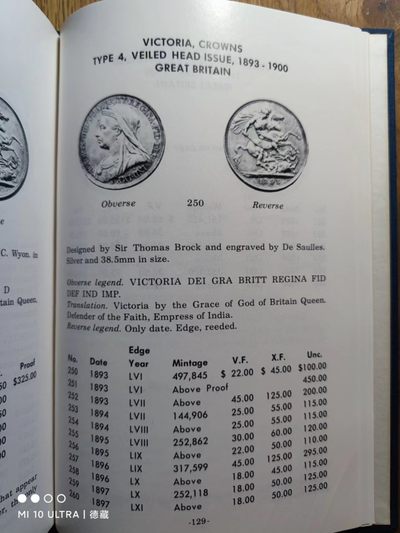 VICTORIA, CROWNS
TYPE 4, VEILED HEAD ISSUE, 1893-1900
GREAT BRITAIN
Obverse 250 Reverse
Designed by Sir Thomas Brock and engraved by De Saulles.
Silver and 38.5mm in size.
Obverse legend. VICTORIA DEI GRA BRITT REGINA FID
DEF IND IMP.
Translation. Victoria by the Grace of God of Britain Queen,
Defender of the Faith, Empress of India.
Reverse legend. Only date. Edge, reeded.
Edge
No. Date Year Mintage V.F. X.F. Unc.
250 1893 LVI 497,845 $ 22.00 $ 45.00 $100.00
251 1893 LVI Above Proof 450.00
252 1893 LVII Above 45.00 125.00 200.00
253 1894 LVII 144,906 25.00 55.00 115.00
254 1894 LVIII Above 25.00 55.00 115.00
255 1895 LVIII 252,862 30.00 60.00 120.00
256 1895 LIX Above 22.00 50.00 110.00
257 1896 LIX 317,599 45.00 125.00 295.00
258 1896 LX Above 18.00 45.00 115.00
259 1897 LX 252,118 18.00 50.00 125.00
260 1897 LXI Above 18.00 50.00 125.00
-129-
C. Wyon, in
D
tain Queen,
Proof
$325.00
hat appear
MI 10 ULTRA | 德藏